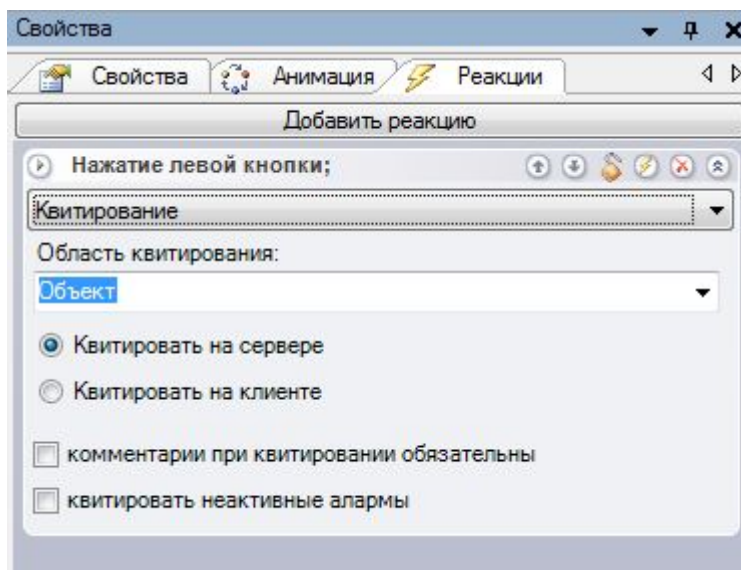 Свойства
Свойства Анимация Реакции
Добавить реакцию
Нажатие левой кнопки;
Квитирование
Область квитирования:
Объект
Квитировать на сервере
Квитировать на клиенте
комментарии при квитировании обязательны
квитировать неактивные алармы